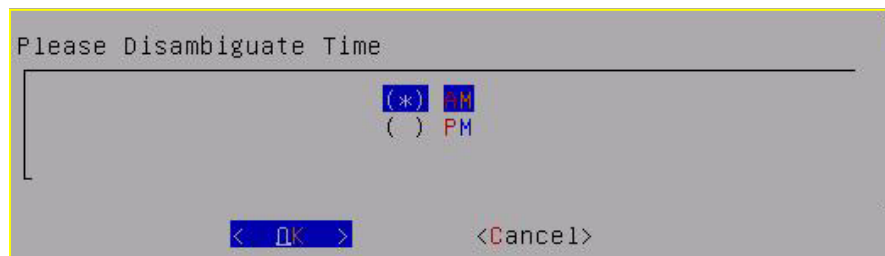 Please Disambiguate Time
(*) AM
( ) PM
< OK > <Cancel>